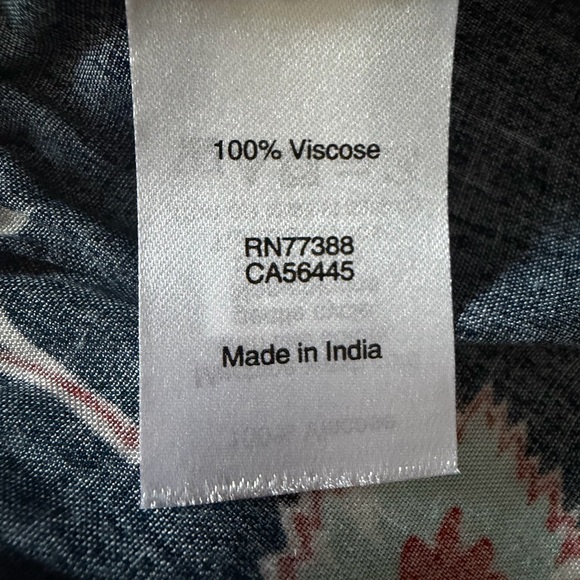 100% Viscose
RN77388
CA56445
Made in India